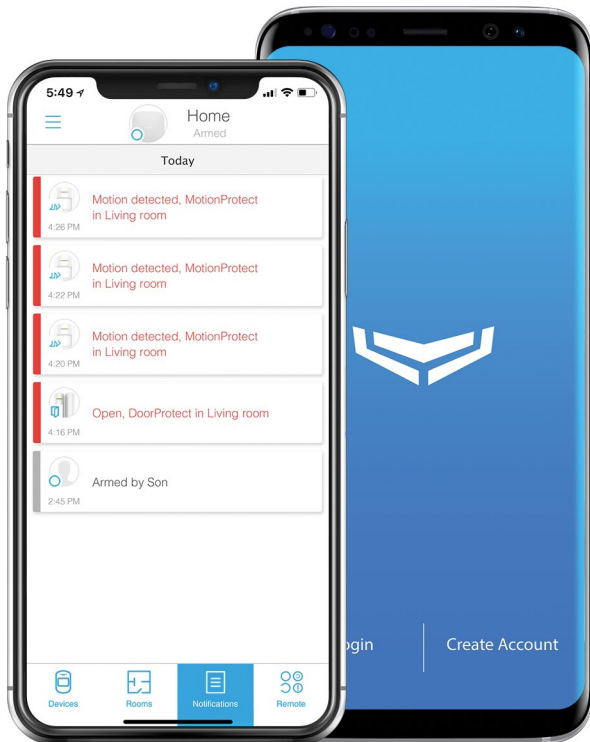 5:49
Home
Armed
Today
Motion detected, MotionProtect
in Living room
4:26 PM
Motion detected, MotionProtect
in Living room
4:22 PM
Motion detected, MotionProtect
in Living room
4:20 PM
Open, DoorProtect in Living room
4:16 PM
Armed by Son
2:45 PM
Devices
Rooms
Notifications
Remote
Create Account